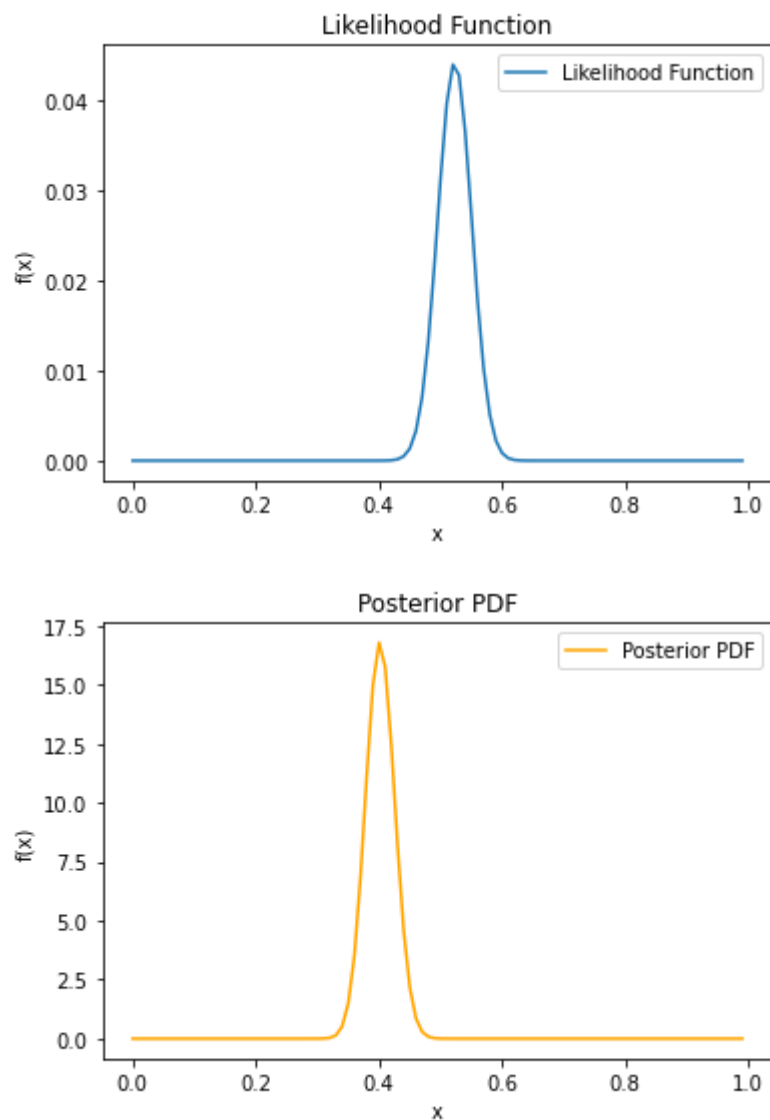 Likelihood Function
Likelihood Function
0.04
0.03
0.02
0.01
0.00
f(x)
0.0 0.2 0.4 0.6 0.8 1.0
x
Posterior PDF
Posterior PDF
17.5
15.0
12.5
10.0
7.5
5.0
2.5
0.0
f(x)
0.0 0.2 0.4 0.6 0.8 1.0
x